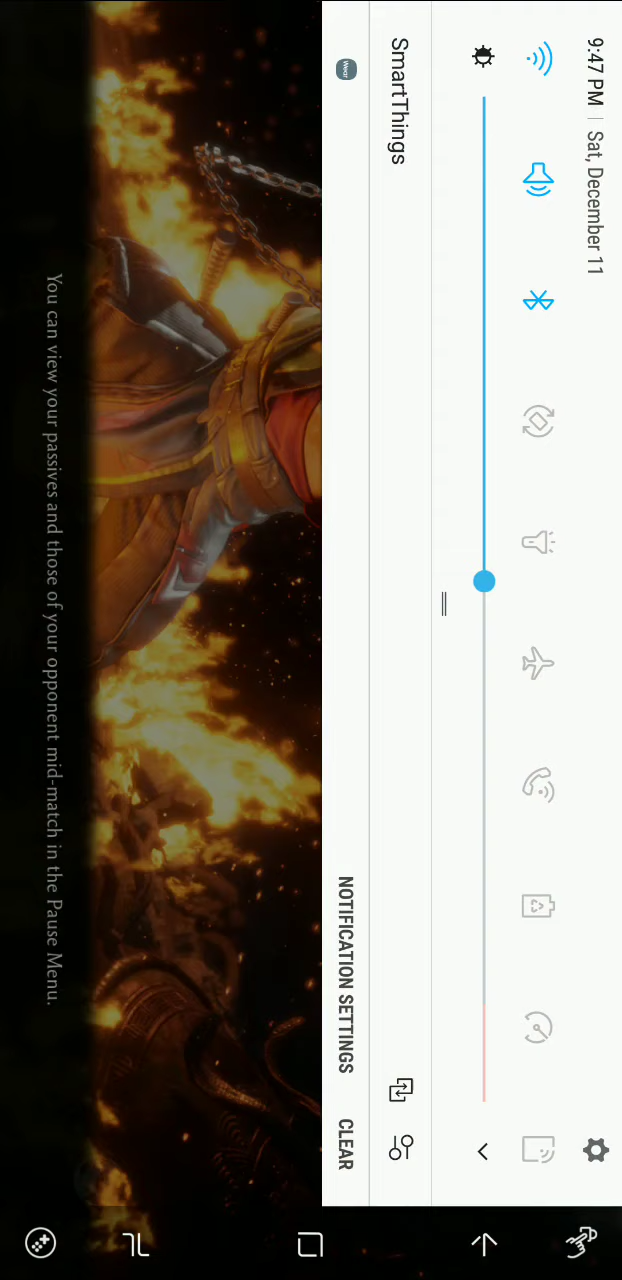 9:47 PM | Sat, December 11
SmartThings
Wear
NOTIFICATION SETTINGS
CLEAR
You can view your passives and those of your opponent mid-match in the Pause Menu.